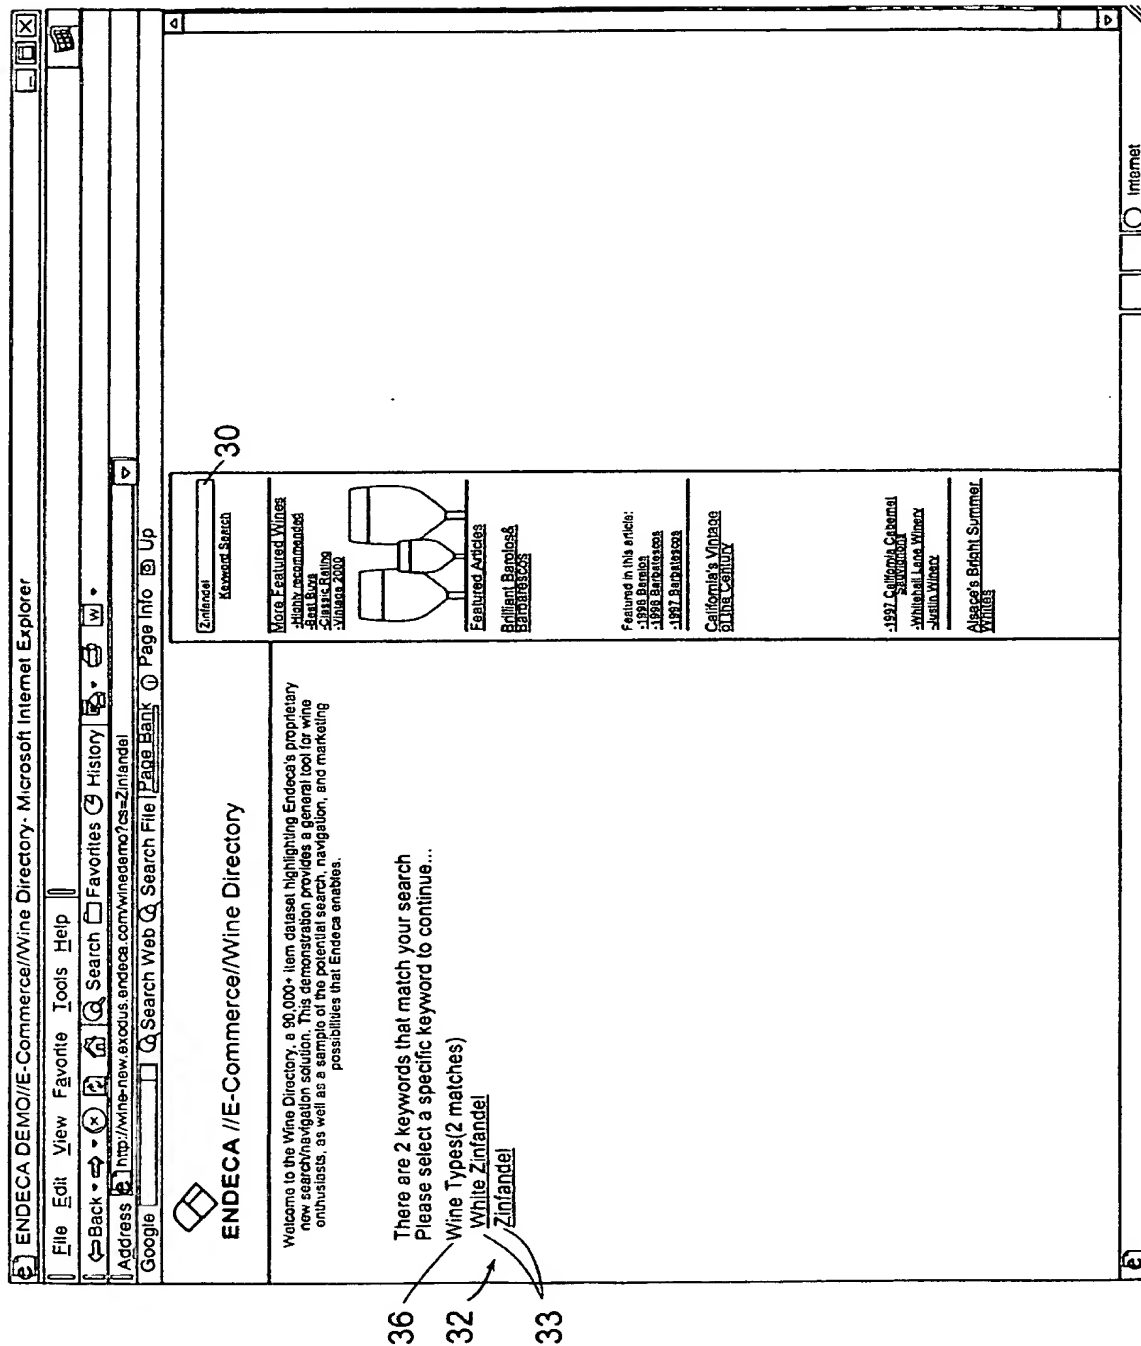 ENDECA DEMO//E-Commerce//Wine Directory- Microsoft Internet Explorer
File Edit View Favorite Tools Help
Back Search Favorites History W
Address e http://wine-new.exodus.endeca.com/winedemo?cs=Zinfandel
Google Search Web Search File Page Bank Page Info Up
ENDECA //E-Commerce//Wine Directory
Welcome to the Wine Directory, a 90,000+ item dataset highlighting Endeca's proprietary
new search/navigation solution. This demonstration provides a general tool for wine
enthusiasts, as well as a sample of the potential search, navigation, and marketing
possibilities that Endeca enables.
There are 2 keywords that match your search
Please select a specific keyword to continue...
Wine Types(2 matches)
White Zinfandel
Zinfandel
36
32
33
Zinfandel
30
Keyword Search
More Featured Wines
-Highly recommended
-Best Buys
-Classic Rating
-Vintage 2000
Featured Articles
Brilliant Barolos&
Barbarescos
Featured in this article:
-1996 Barolos
-1996 Barbarescos
-1997 Barbarescos
California's Vintage
of the Century
-1997 California Cabernet
Sauvignons
-Whitehall Lane Winery
-Justin Winery
Alsace's Bright Summer
Whites
e
Internet